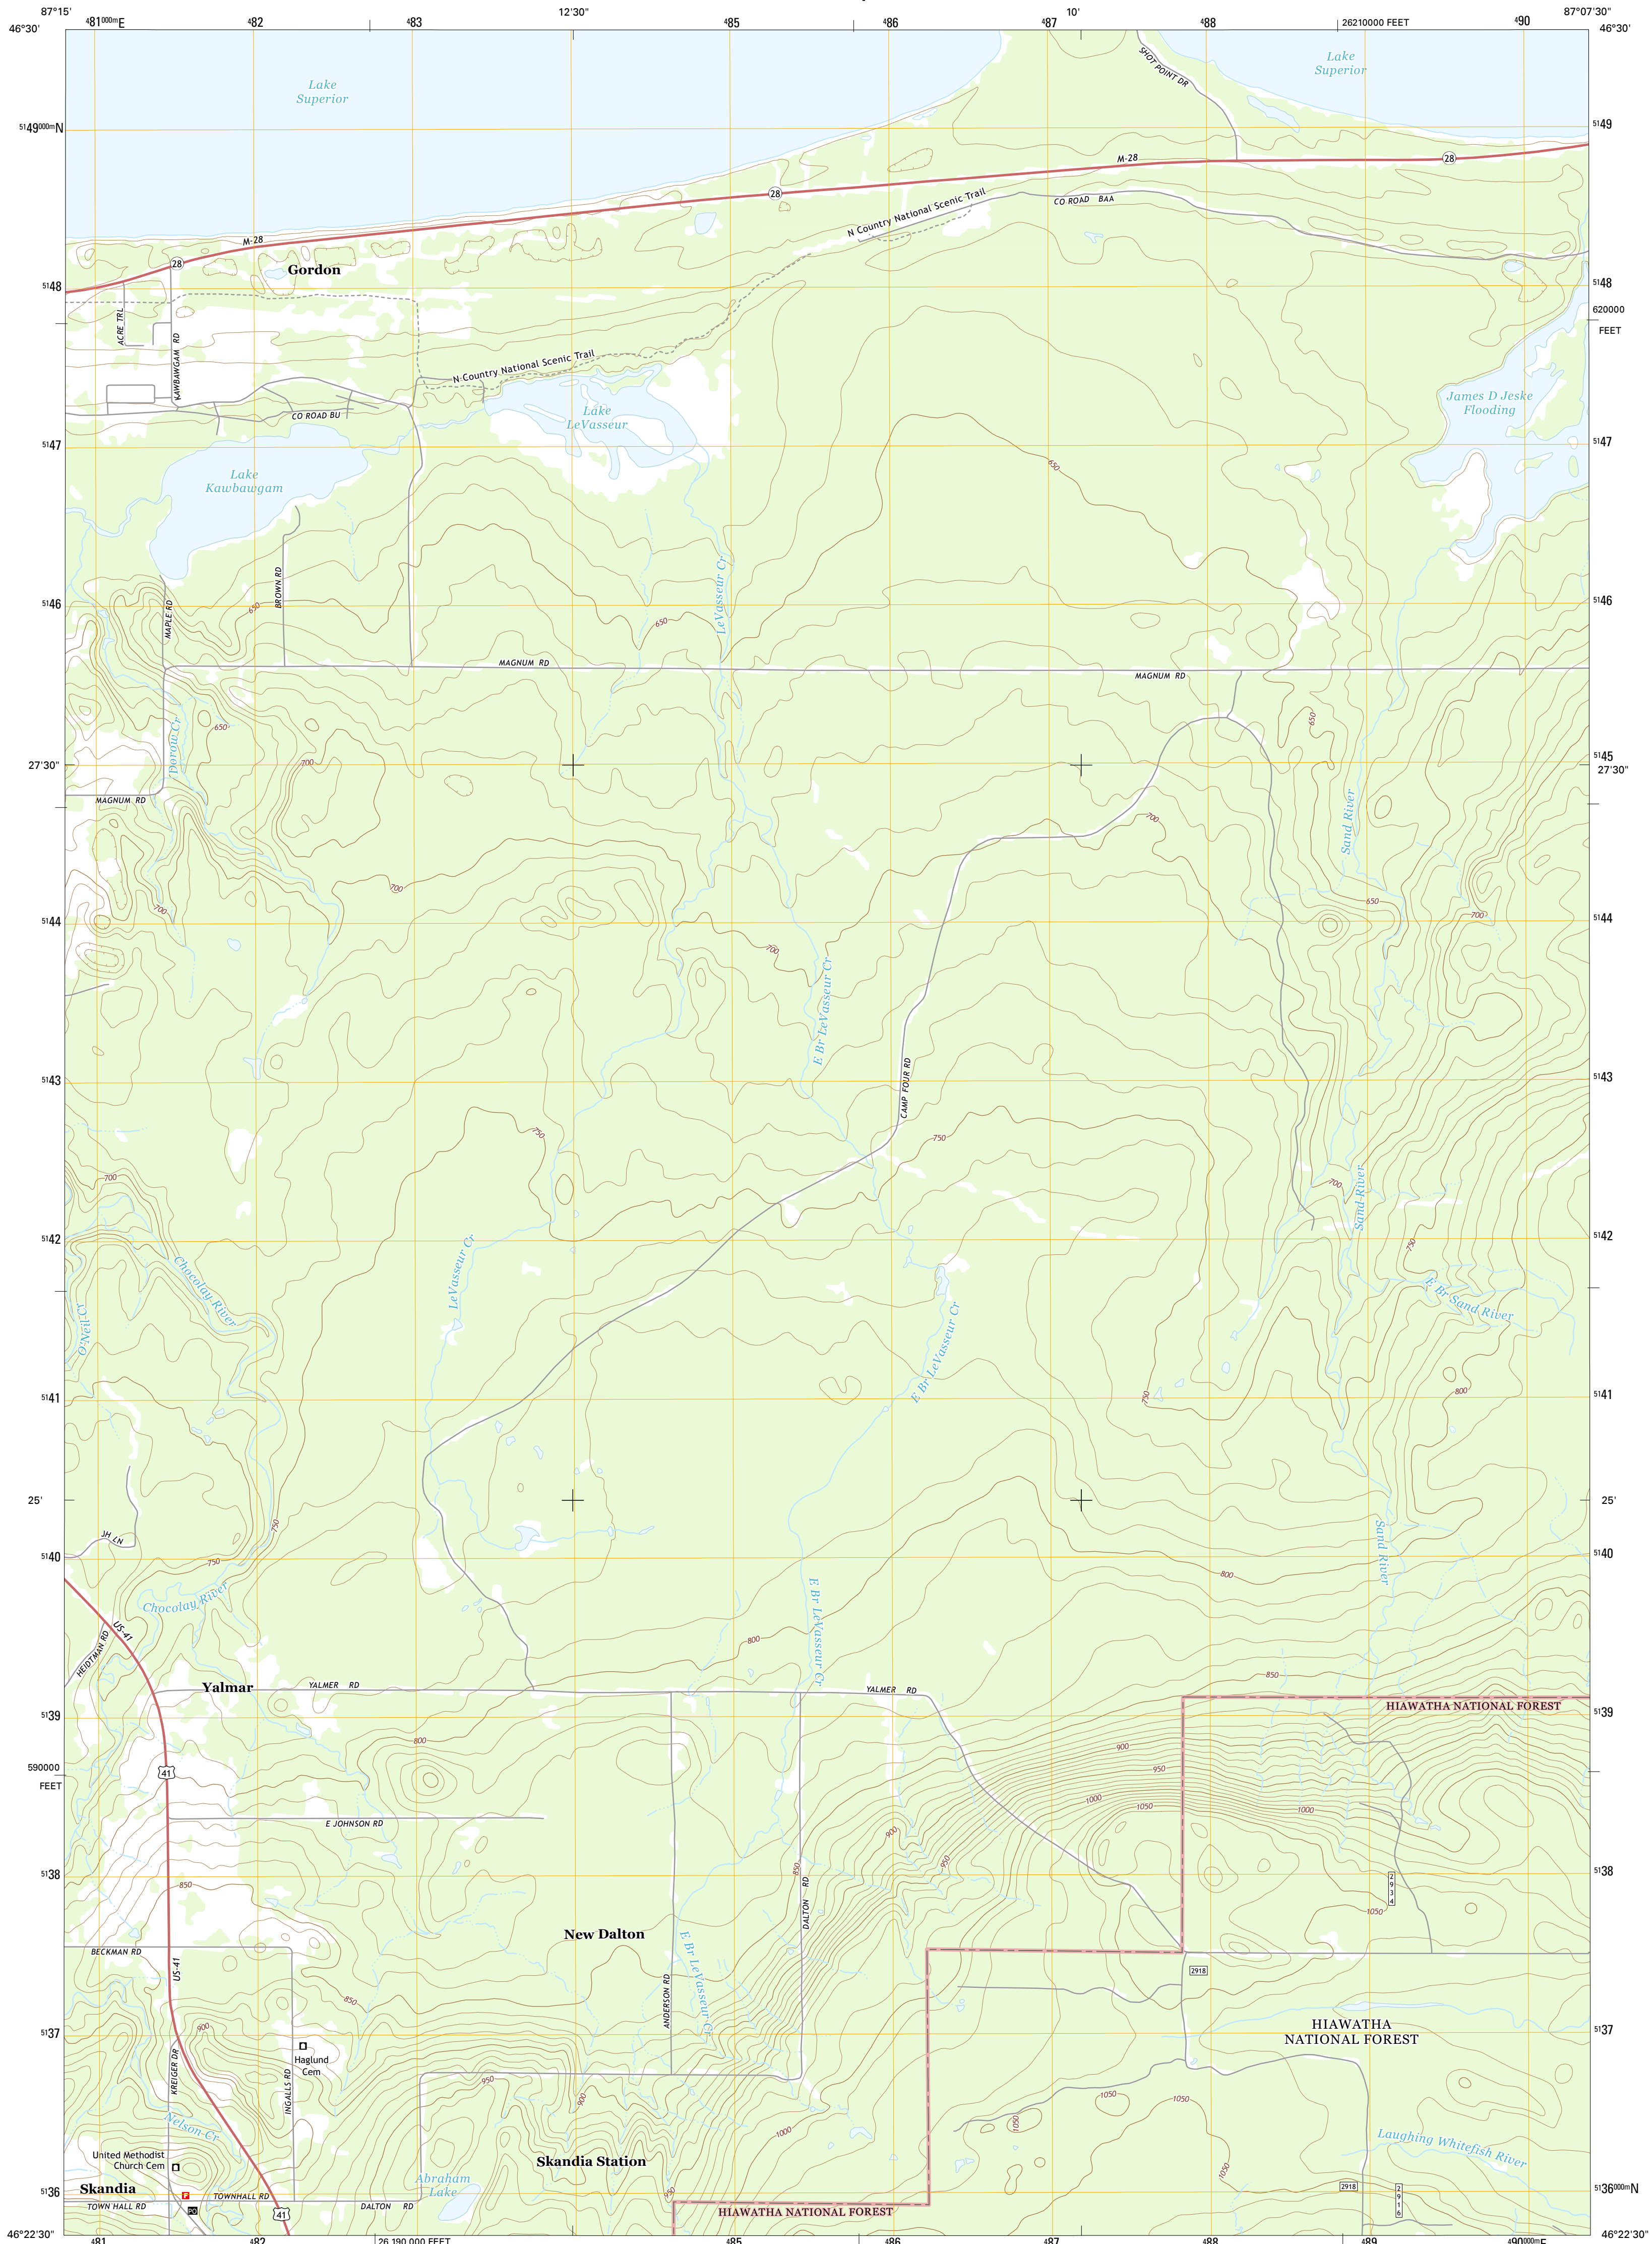 87°15'
⁴81⁰⁰⁰ᵐE
⁴82
⁴83
12'30"
⁴85
⁴86
⁴87
10'
⁴88
26210000 FEET
⁴90
87°07'30"
46°30'
46°30'
SHOT POINT DR
Lake
Superior
Lake
Superior
⁵¹49⁰⁰⁰ᵐN
⁵¹49
M-28
28
28
N Country National Scenic Trail
CO ROAD BAA
M-28
28
Gordon
⁵¹48
⁵¹48
620000
FEET
ACRE TRL
KAWBAWGAM RD
N Country National Scenic Trail
CO ROAD BU
Lake
LeVasseur
James D Jeske
Flooding
⁵¹47
⁵¹47
650
Lake
Kawbawgam
LeVasseur Cr
BROWN RD
MAPLE RD
⁵¹46
⁵¹46
650
650
MAGNUM RD
MAGNUM RD
650
650
Dorow Cr
700
⁵¹45
27'30"
27'30"
MAGNUM RD
700
Sand River
700
650
700
700
⁵¹44
⁵¹44
700
E Br LeVasseur Cr
CAMP FOUR RD
⁵¹43
⁵¹43
750
750
700
700
Sand River
⁵¹42
⁵¹42
750
Chocolay River
LeVasseur Cr
E Br Sand River
O'Neil Cr
E Br LeVasseur Cr
⁵¹41
⁵¹41
750
800
25'
25'
750
Sand River
JH LN
750
⁵¹40
⁵¹40
800
Chocolay River
E Br LeVasseur Cr
US-41
HEIDTMAN RD
800
850
Yalmar
YALMER RD
YALMER RD
HIAWATHA NATIONAL FOREST
⁵¹39
⁵¹39
800
900
950
590000
FEET
41
1000
1050
1000
E JOHNSON RD
900
950
850
⁵¹38
⁵¹38
850
2934
1050
DALTON RD
New Dalton
BECKMAN RD
US-41
E Br LeVasseur Cr
2918
ANDERSON RD
850
900
⁵¹37
⁵¹37
HIAWATHA
NATIONAL FOREST
Haglund
Cem
KREIGER DR
INGALLS RD
950
900
1050
1050
1050
Nelson Cr
1000
Laughing Whitefish River
United Methodist
Church Cem
Skandia Station
1050
Abraham
Lake
Skandia
F
PO
TOWN HALL RD
TOWNHALL RD
41
DALTON RD
950
2918
2916
⁵¹36
⁵¹36⁰⁰⁰ᵐN
HIAWATHA NATIONAL FOREST
46°22'30"
46°22'30"
⁴81
⁴82
26 190 000 FEET
⁴85
⁴86
⁴87
⁴88
⁴89
⁴90⁰⁰⁰ᵐE